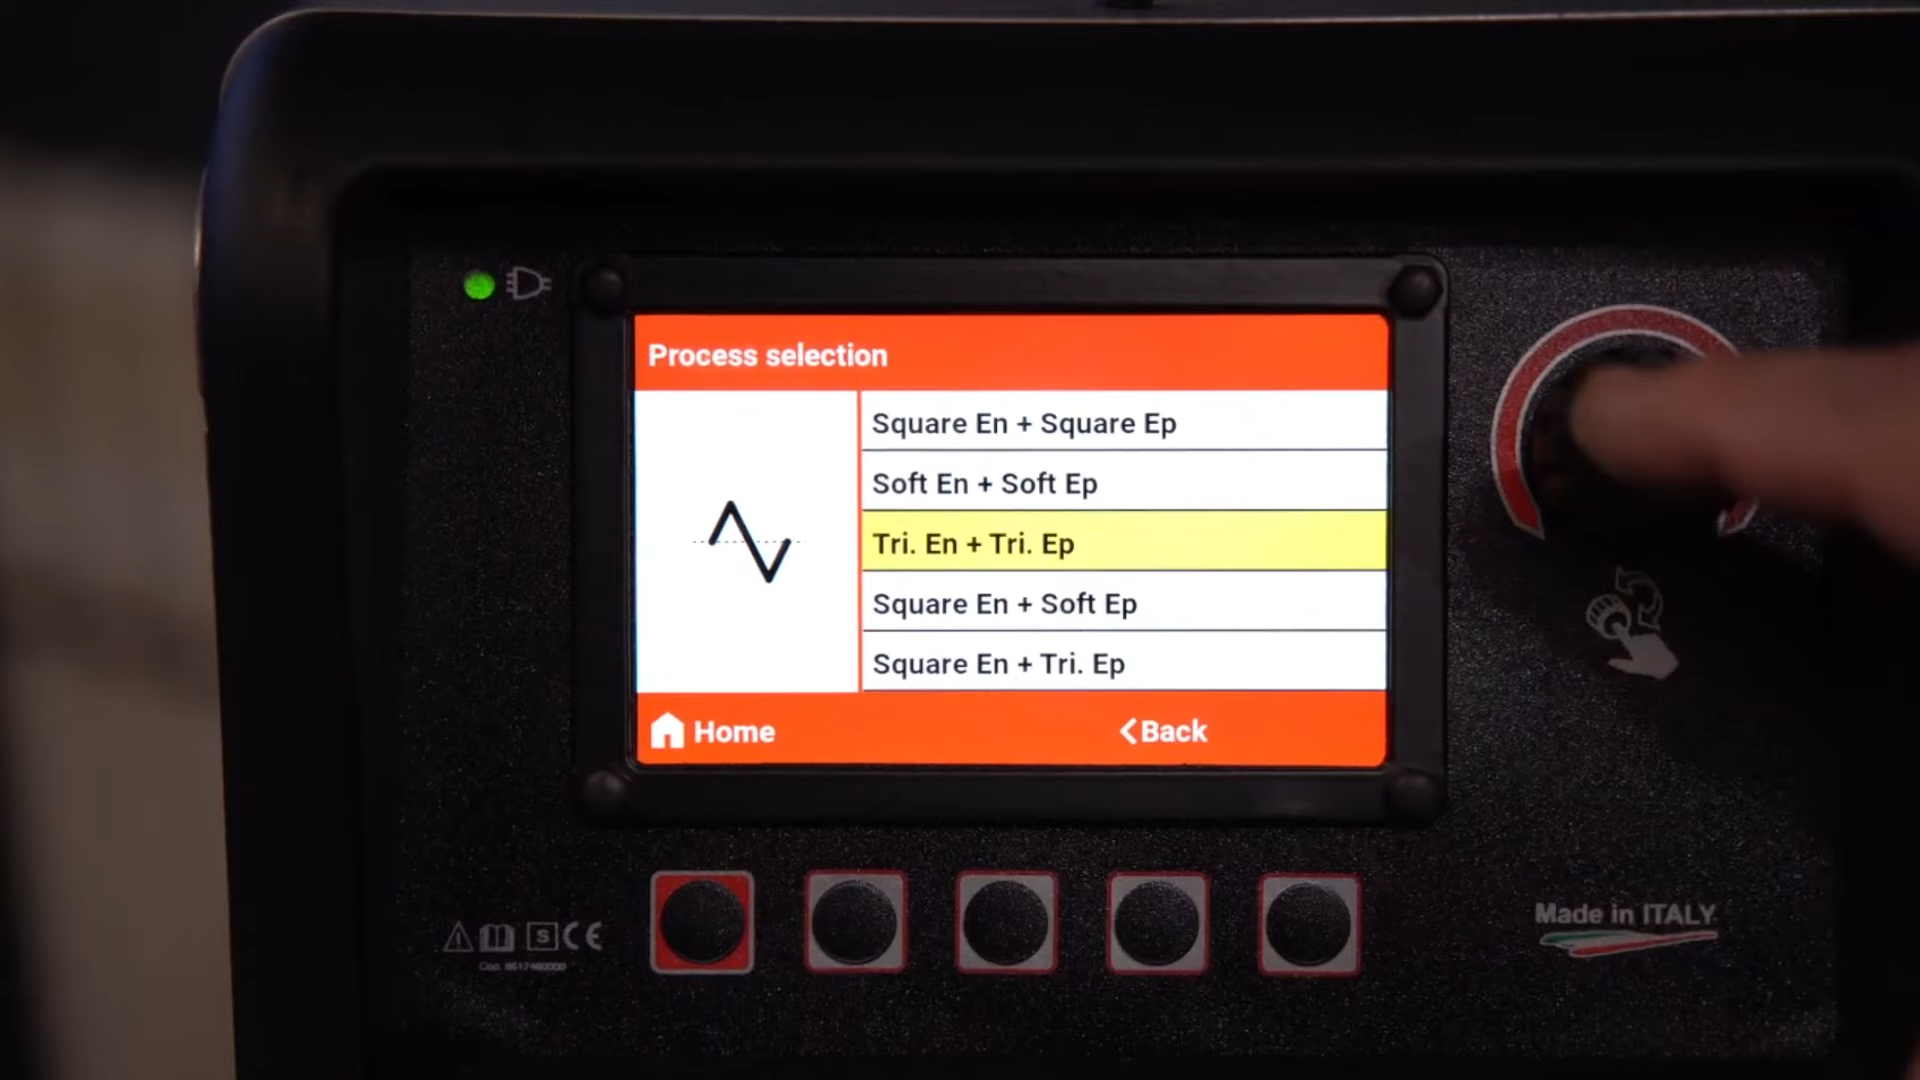 Process selection
Square En + Square Ep
Soft En + Soft Ep
Tri. En + Tri. Ep
Square En + Soft Ep
Square En + Tri. Ep
Home
Back
S CE
Made in ITALY